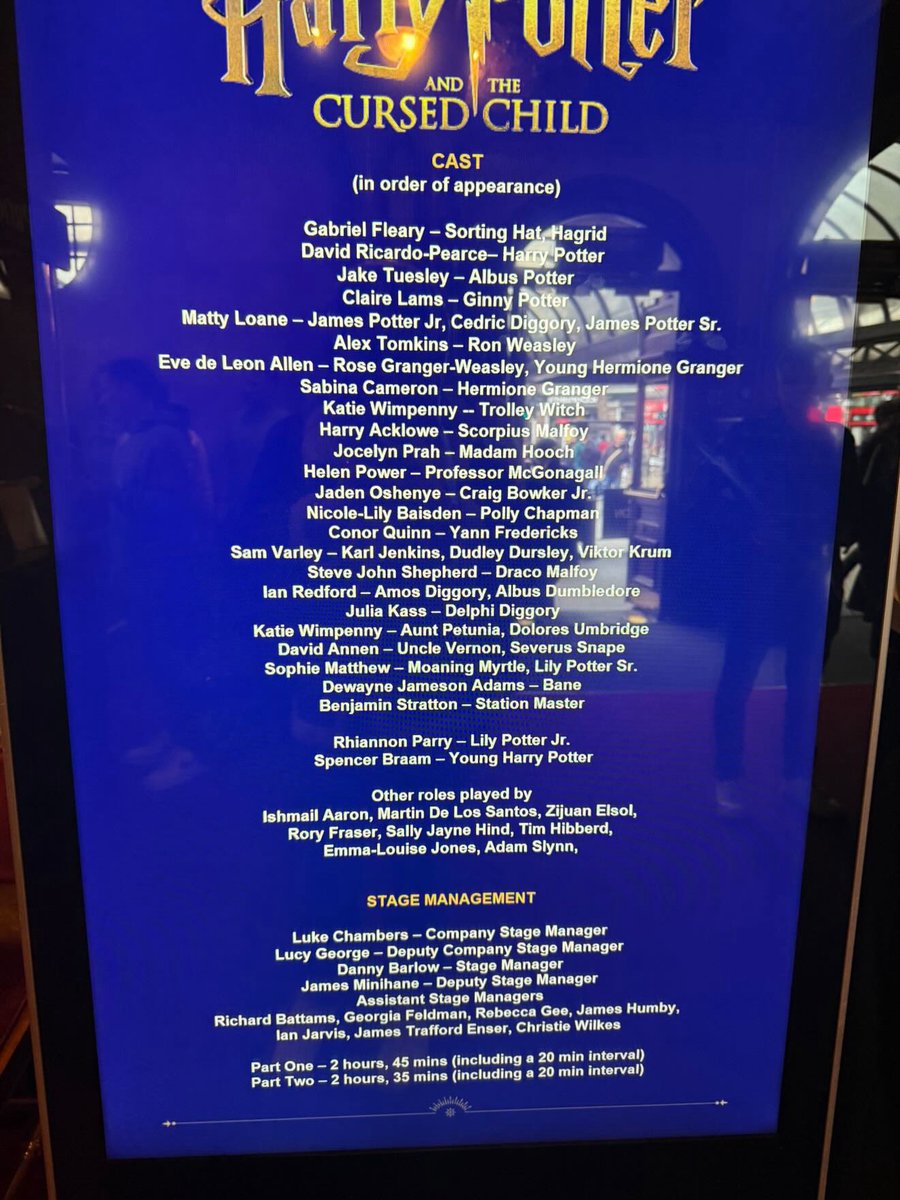 Harry Potter
AND THE
CURSED CHILD
CAST
(in order of appearance)
Gabriel Fleary – Sorting Hat, Hagrid
David Ricardo-Pearce– Harry Potter
Jake Tuesley – Albus Potter
Claire Lams – Ginny Potter
Matty Loane – James Potter Jr, Cedric Diggory, James Potter Sr.
Alex Tomkins – Ron Weasley
Eve de Leon Allen – Rose Granger-Weasley, Young Hermione Granger
Sabina Cameron – Hermione Granger
Katie Wimpenny -- Trolley Witch
Harry Acklowe – Scorpius Malfoy
Jocelyn Prah – Madam Hooch
Helen Power – Professor McGonagall
Jaden Oshenye – Craig Bowker Jr.
Nicole-Lily Baisden – Polly Chapman
Conor Quinn – Yann Fredericks
Sam Varley – Karl Jenkins, Dudley Dursley, Viktor Krum
Steve John Shepherd – Draco Malfoy
Ian Redford – Amos Diggory, Albus Dumbledore
Julia Kass – Delphi Diggory
Katie Wimpenny – Aunt Petunia, Dolores Umbridge
David Annen – Uncle Vernon, Severus Snape
Sophie Matthew – Moaning Myrtle, Lily Potter Sr.
Dewayne Jameson Adams – Bane
Benjamin Stratton – Station Master
Rhiannon Parry – Lily Potter Jr.
Spencer Braam – Young Harry Potter
Other roles played by
Ishmail Aaron, Martin De Los Santos, Zijuan Elsol,
Rory Fraser, Sally Jayne Hind, Tim Hibberd,
Emma-Louise Jones, Adam Slynn,
STAGE MANAGEMENT
Luke Chambers – Company Stage Manager
Lucy George – Deputy Company Stage Manager
Danny Barlow – Stage Manager
James Minihane – Deputy Stage Manager
Assistant Stage Managers
Richard Battams, Georgia Feldman, Rebecca Gee, James Humby,
Ian Jarvis, James Trafford Enser, Christie Wilkes
Part One – 2 hours, 45 mins (including a 20 min interval)
Part Two – 2 hours, 35 mins (including a 20 min interval)